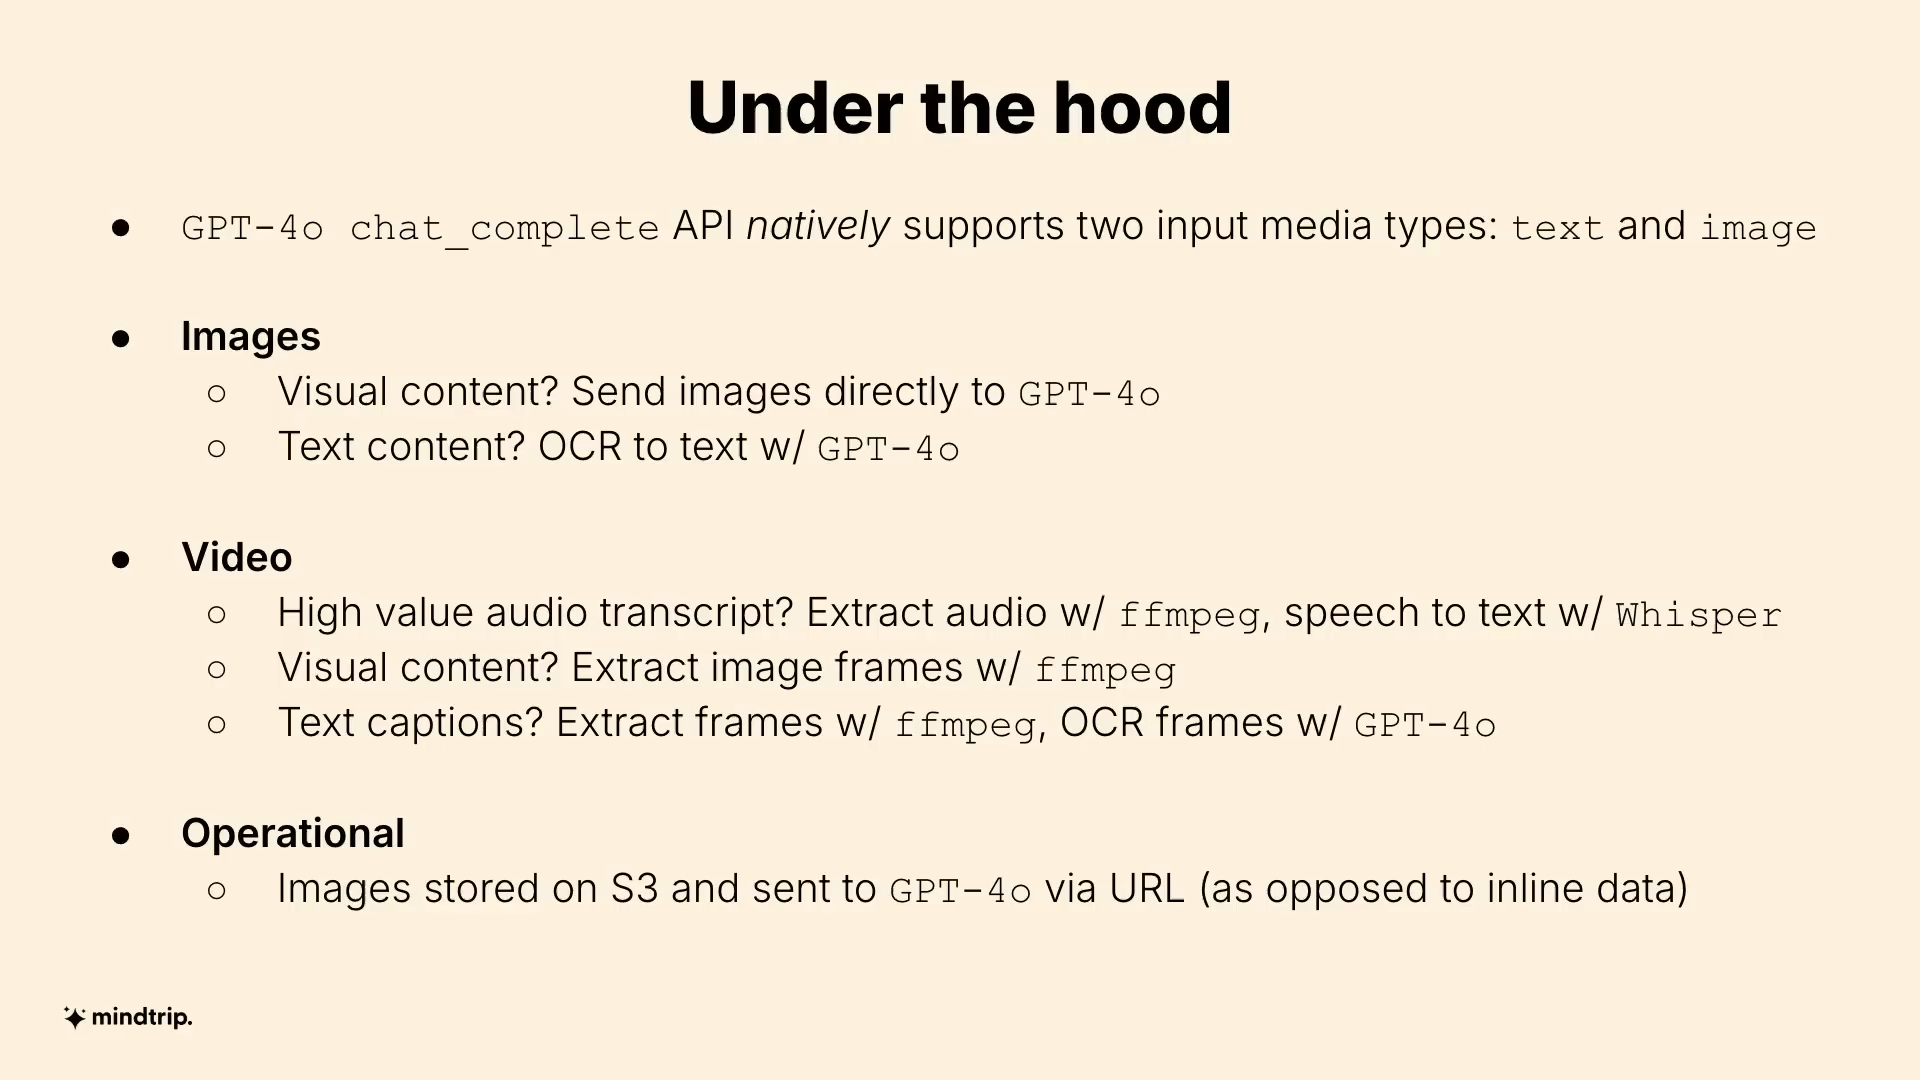 Under the hood
● GPT-4o chat_complete API natively supports two input media types: text and image
● Images
○ Visual content? Send images directly to GPT-4o
○ Text content? OCR to text w/ GPT-4o
● Video
○ High value audio transcript? Extract audio w/ ffmpeg, speech to text w/ Whisper
○ Visual content? Extract image frames w/ ffmpeg
○ Text captions? Extract frames w/ ffmpeg, OCR frames w/ GPT-4o
● Operational
○ Images stored on S3 and sent to GPT-4o via URL (as opposed to inline data)
mindtrip.